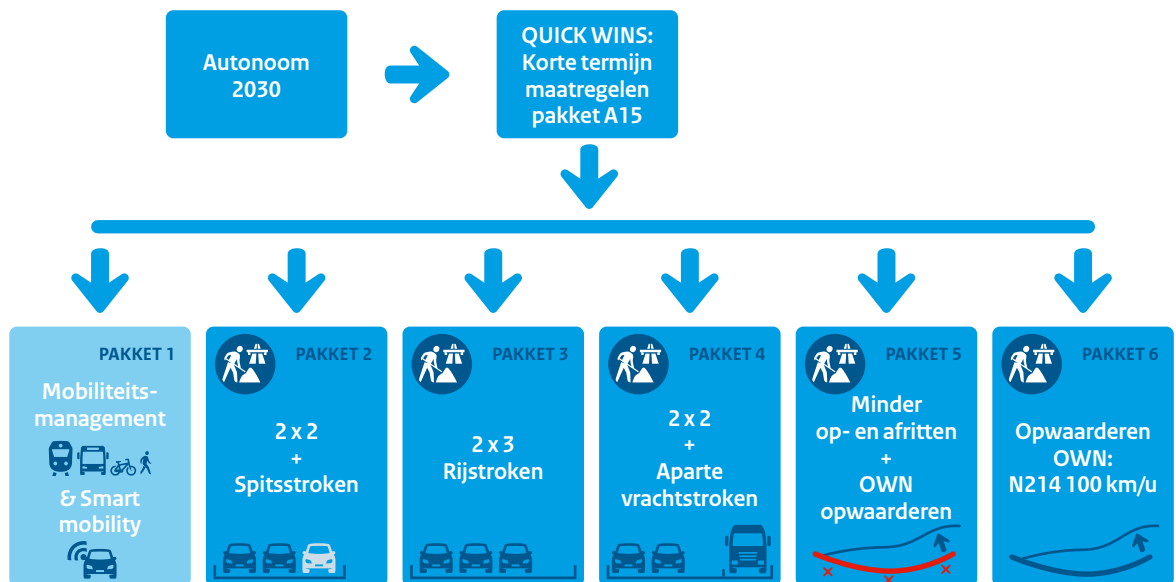 Autonoom
2030
QUICK WINS:
Korte termijn
maatregelen
pakket A15
PAKKET 1
Mobiliteits-
management
& Smart
mobility
PAKKET 2
2 x 2
+
Spitsstroken
PAKKET 3
2 x 3
Rijstroken
PAKKET 4
2 x 2
+
Aparte
vrachtstroken
PAKKET 5
Minder
op- en afritten
+
OWN
opwaarderen
PAKKET 6
Opwaarderen
OWN:
N214 100 km/u